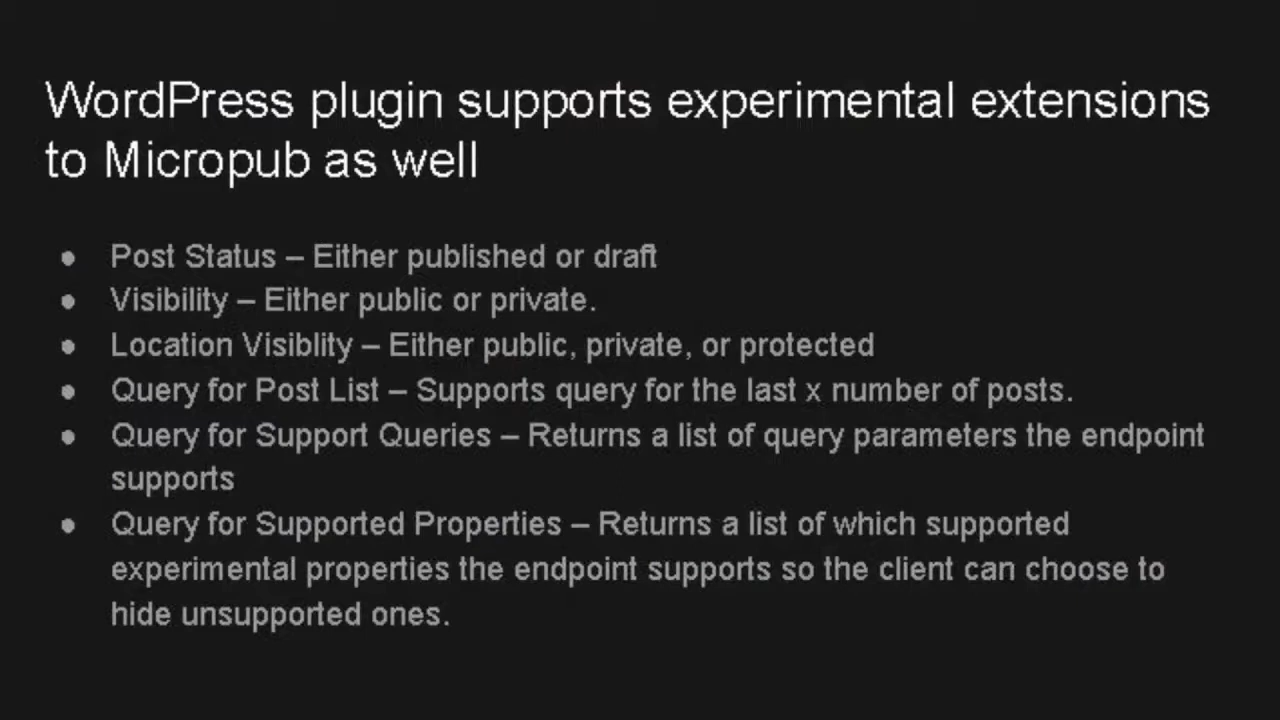 WordPress plugin supports experimental extensions
to Micropub as well
● Post Status – Either published or draft
● Visibility – Either public or private.
● Location Visiblity – Either public, private, or protected
● Query for Post List – Supports query for the last x number of posts.
● Query for Support Queries – Returns a list of query parameters the endpoint
supports
● Query for Supported Properties – Returns a list of which supported
experimental properties the endpoint supports so the client can choose to
hide unsupported ones.